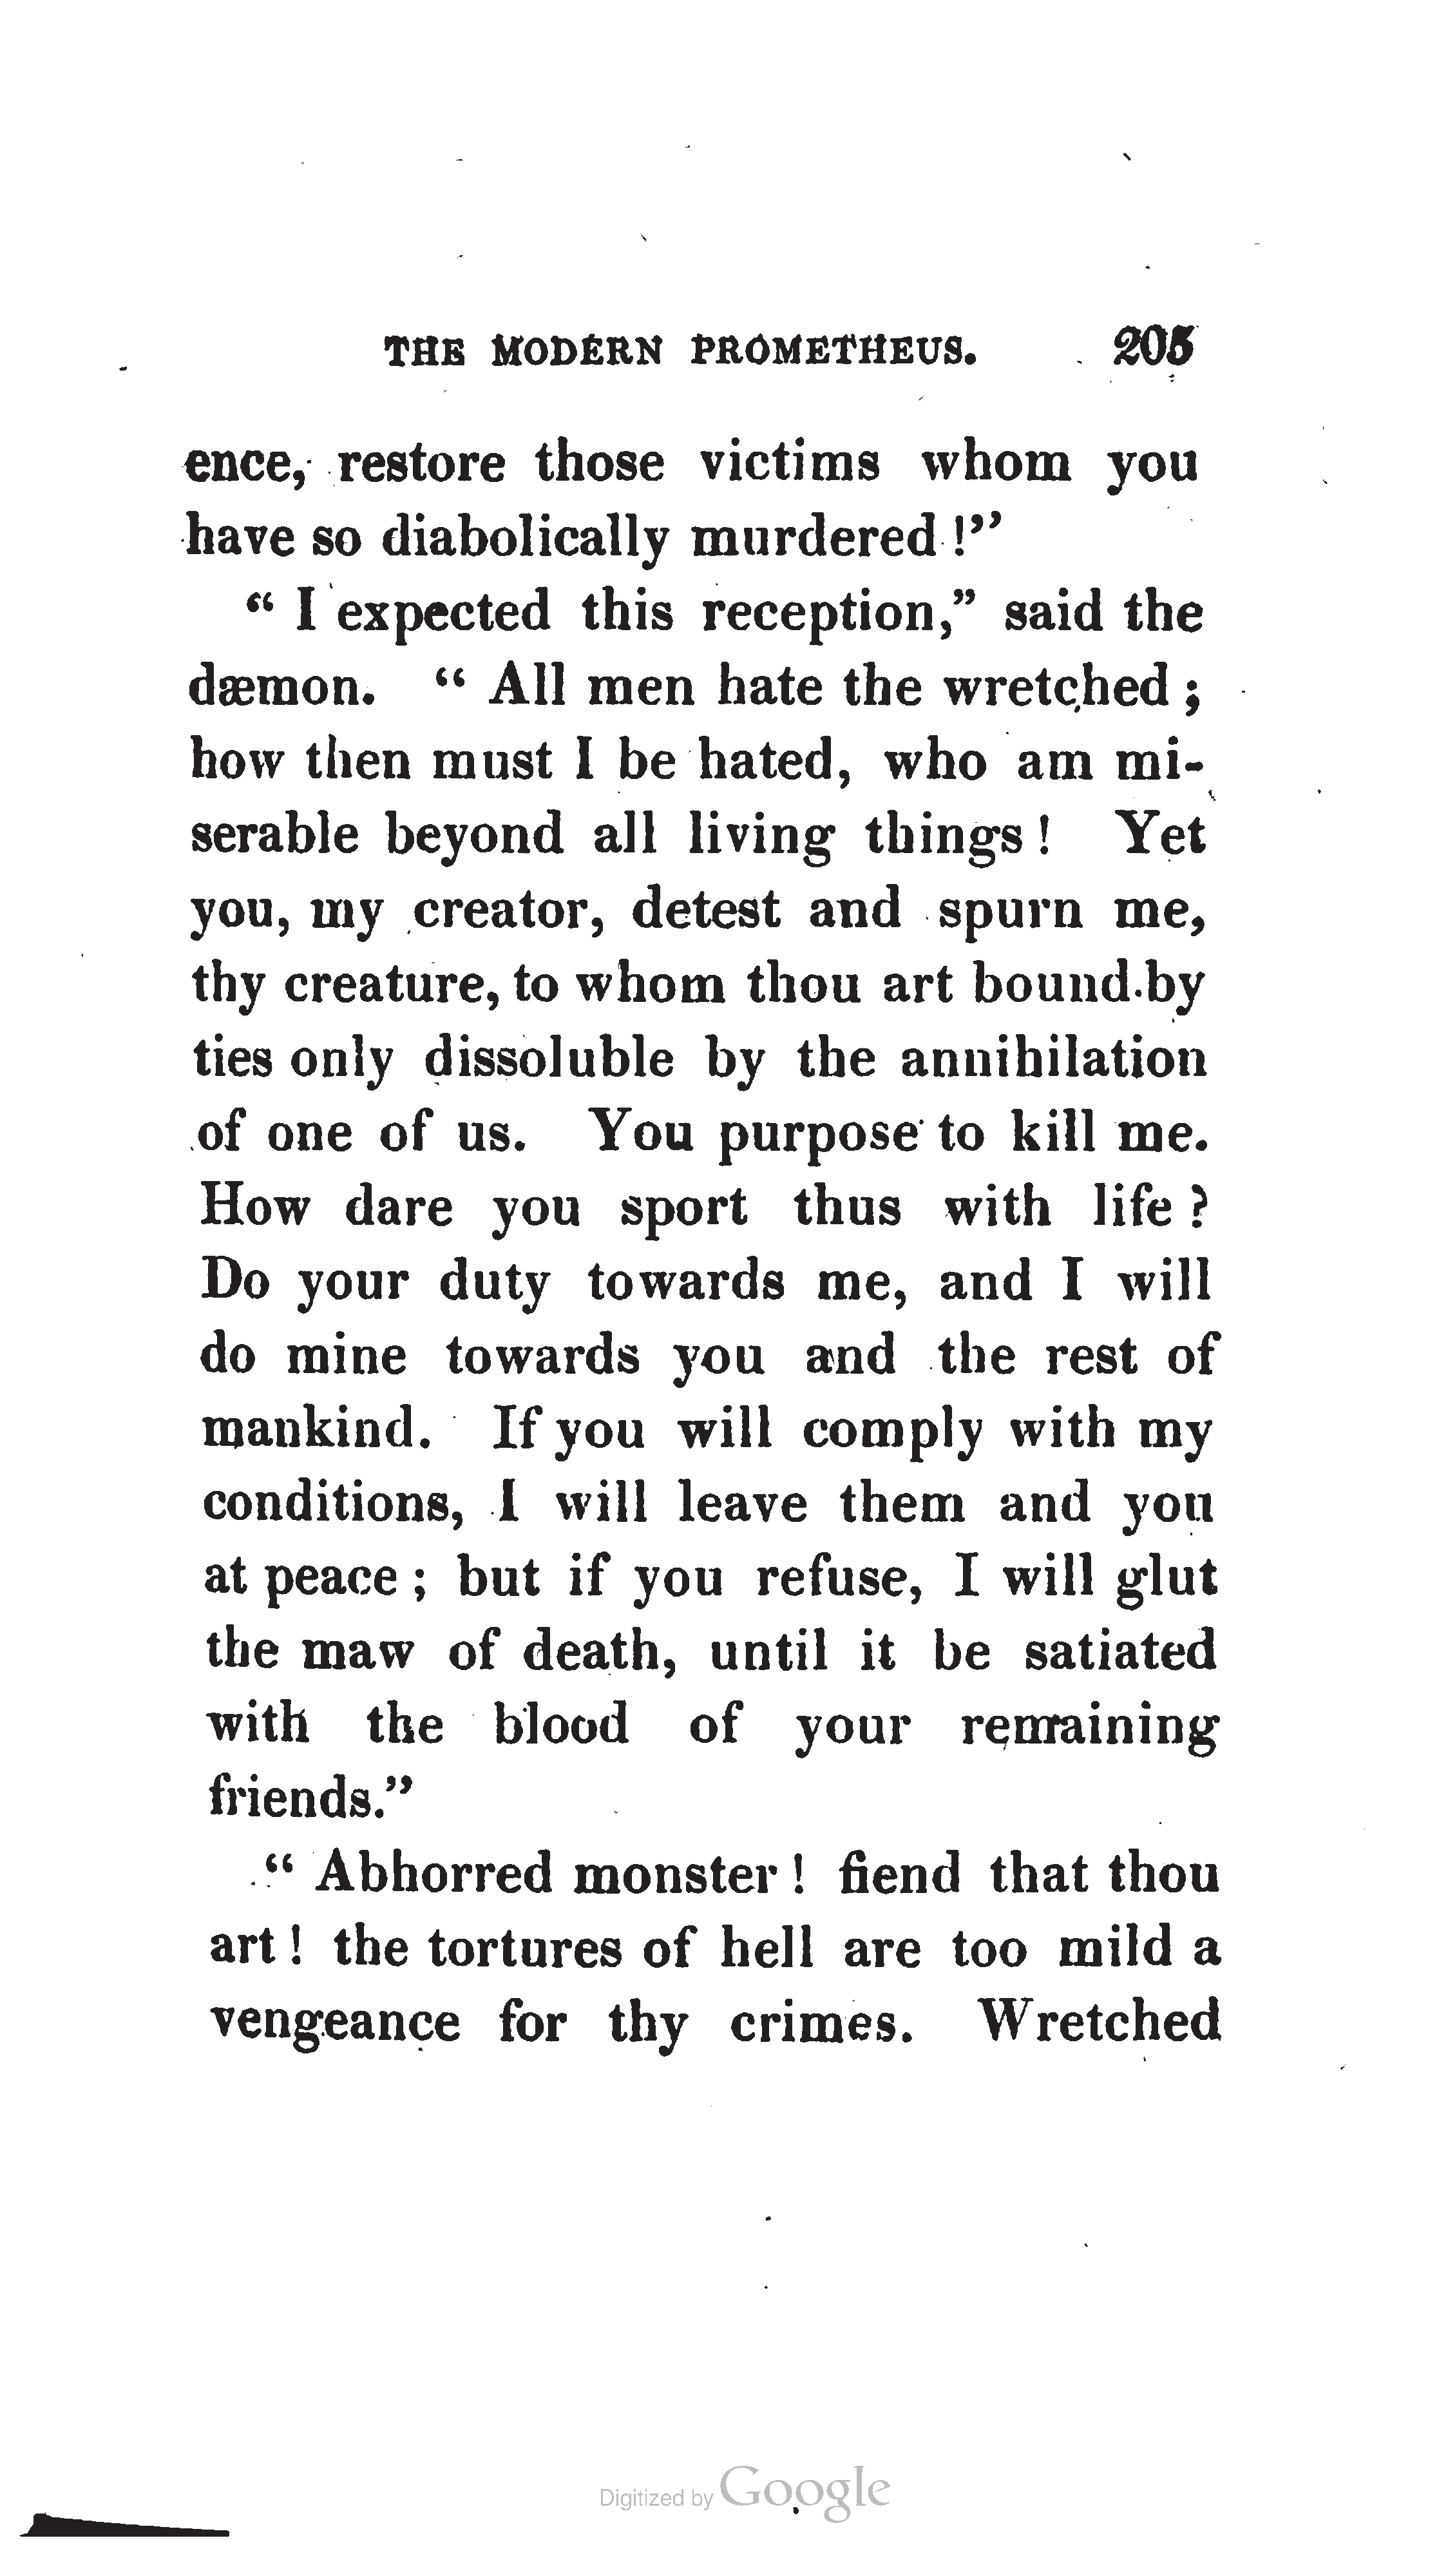 THE MODERN PROMETHEUS. 205
ence, restore those victims whom you
have so diabolically murdered!”
“ I expected this reception,” said the
dæmon. “ All men hate the wretched ;
how then must I be hated, who am mi-
serable beyond all living things ! Yet
you, my creator, detest and spurn me,
thy creature, to whom thou art bound by
ties only dissoluble by the annihilation
of one of us. You purpose to kill me.
How dare you sport thus with life ?
Do your duty towards me, and I will
do mine towards you and the rest of
mankind. If you will comply with my
conditions, I will leave them and you
at peace ; but if you refuse, I will glut
the maw of death, until it be satiated
with the blood of your remaining
friends.”
“ Abhorred monster ! fiend that thou
art ! the tortures of hell are too mild a
vengeance for thy crimes. Wretched
Digitized by Google